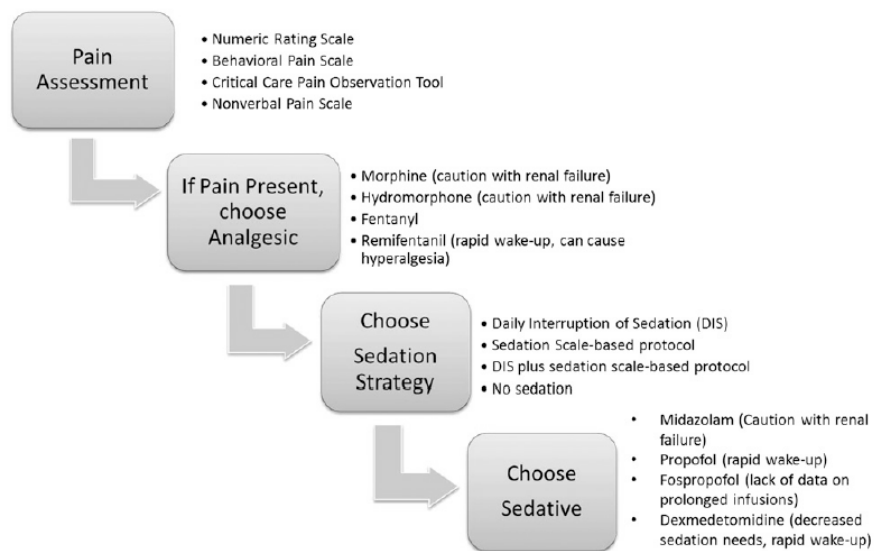 Pain
Assessment
• Numeric Rating Scale
• Behavioral Pain Scale
• Critical Care Pain Observation Tool
• Nonverbal Pain Scale
If Pain Present,
choose
Analgesic
• Morphine (caution with renal failure)
• Hydromorphone (caution with renal failure)
• Fentanyl
• Remifentanil (rapid wake-up, can cause
hyperalgesia)
Choose
Sedation
Strategy
• Daily Interruption of Sedation (DIS)
• Sedation Scale-based protocol
• DIS plus sedation scale-based protocol
• No sedation
Choose
Sedative
• Midazolam (Caution with renal
failure)
• Propofol (rapid wake-up)
• Fospropofol (lack of data on
prolonged infusions)
• Dexmedetomidine (decreased
sedation needs, rapid wake-up)